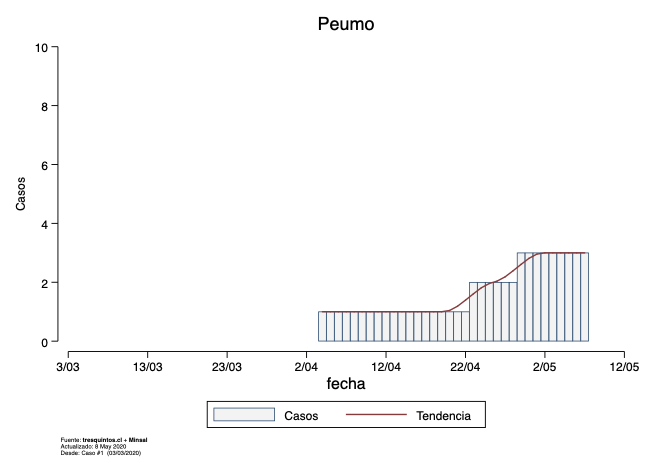 Peumo
Casos
10
8
6
4
2
0
3/03 13/03 23/03 2/04 12/04 22/04 2/05 12/05
fecha
Casos Tendencia
Fuente: tresquintos.cl + Minsal
Actualizado: 8 May 2020
Desde: Caso #1 (03/03/2020)